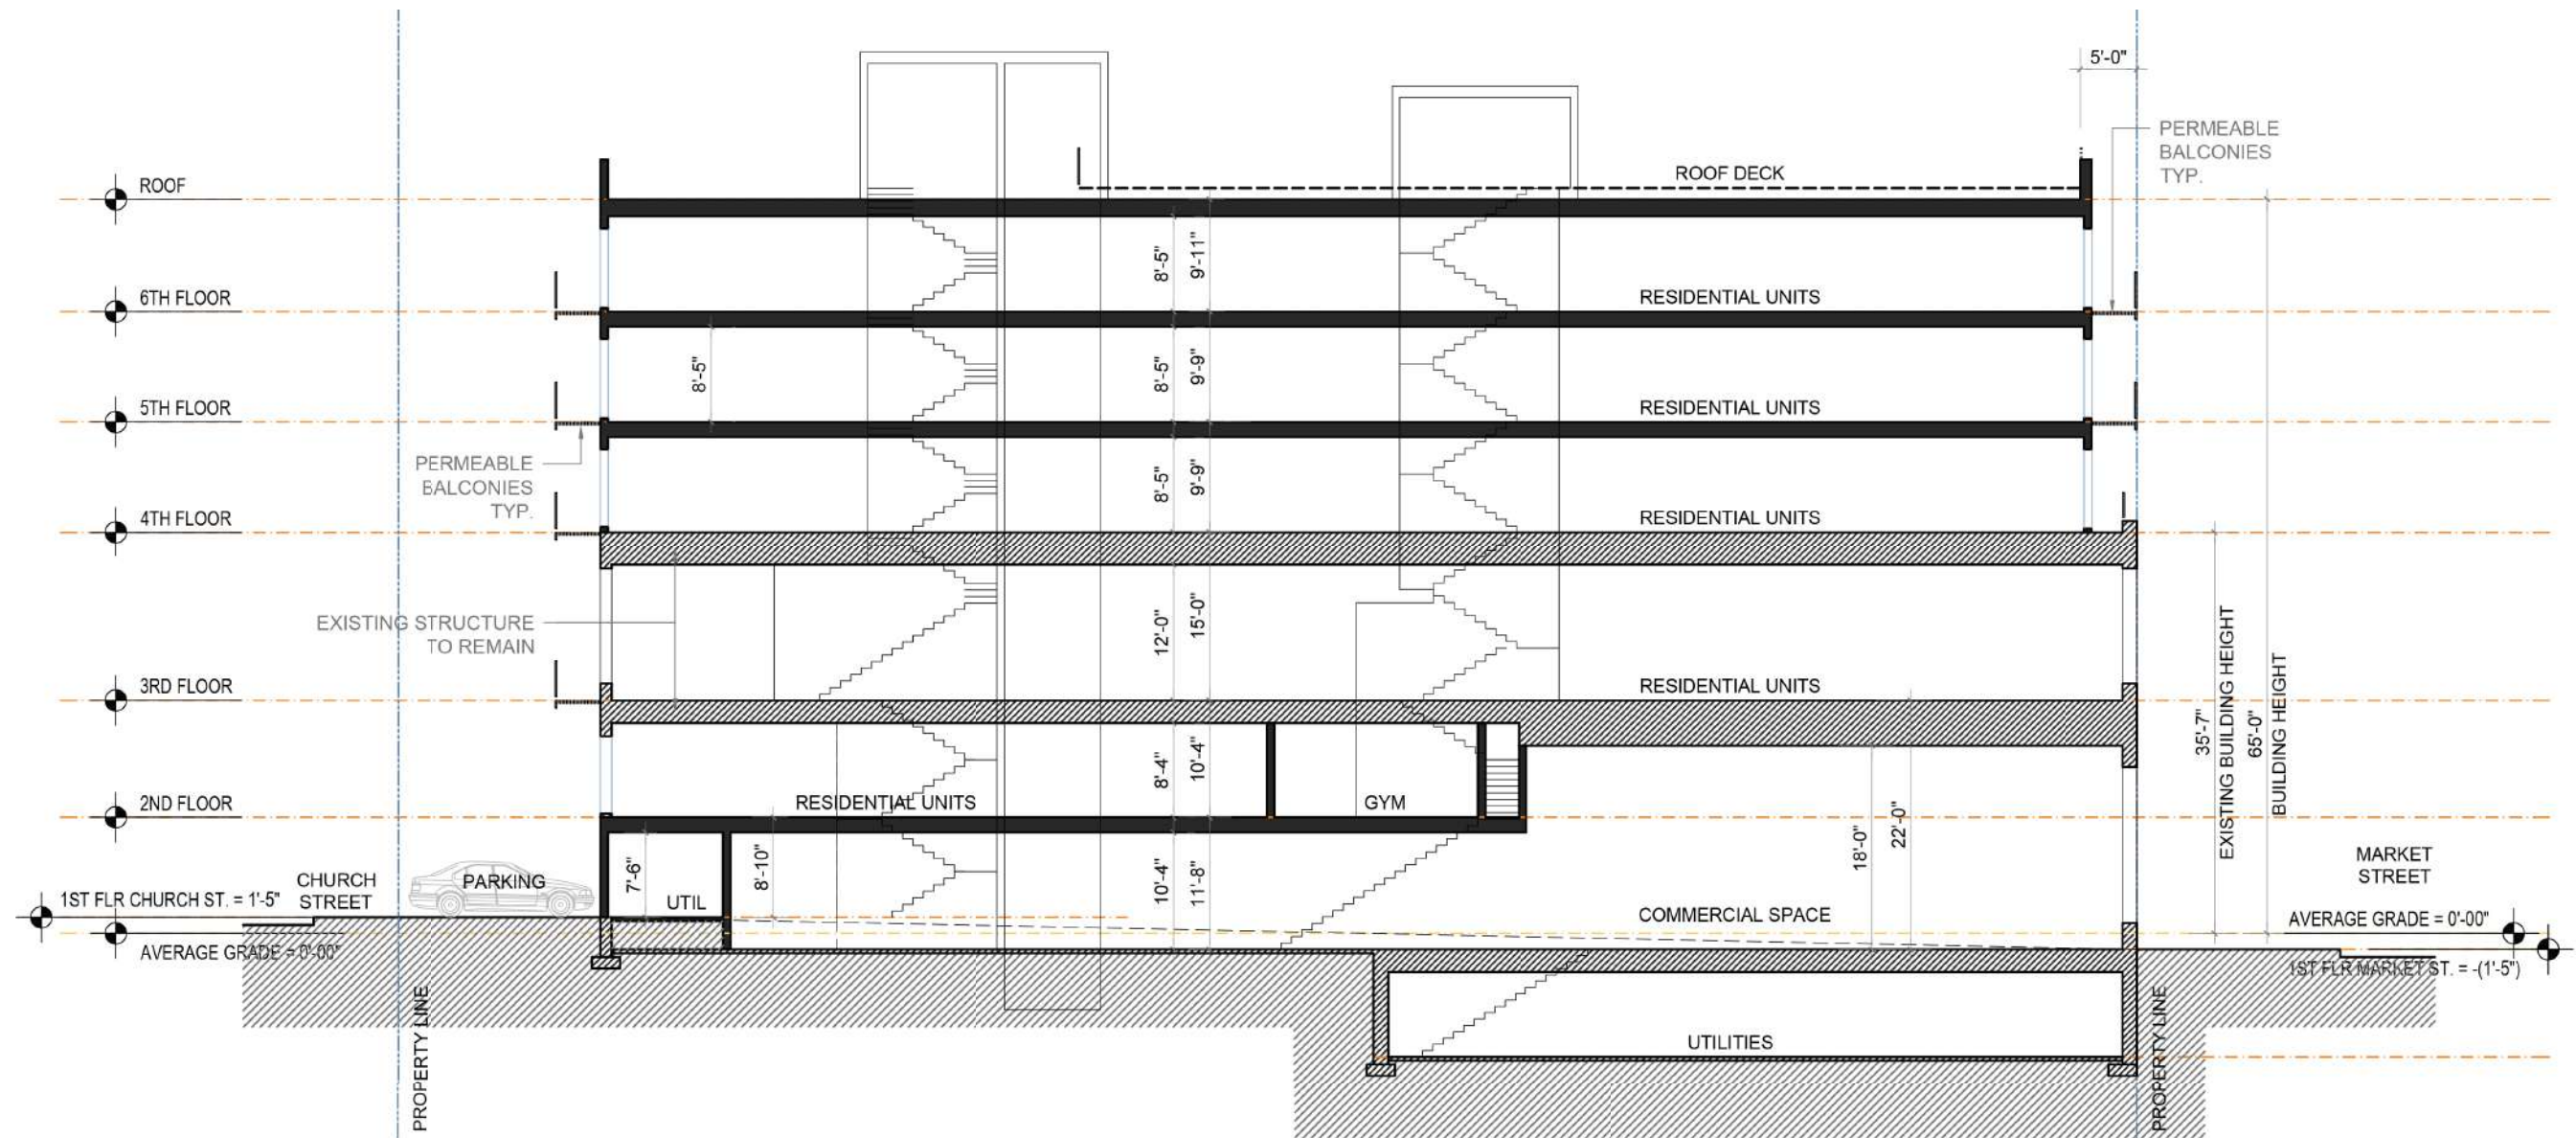 5'-0"
PERMEABLE
BALCONIES
TYP.
ROOF
ROOF DECK
8'-5"
9'-11"
6TH FLOOR
RESIDENTIAL UNITS
8'-5"
8'-5"
9'-9"
5TH FLOOR
RESIDENTIAL UNITS
PERMEABLE
BALCONIES
TYP.
8'-5"
9'-9"
4TH FLOOR
RESIDENTIAL UNITS
EXISTING STRUCTURE
TO REMAIN
12'-0"
15'-0"
3RD FLOOR
RESIDENTIAL UNITS
35'-7"
EXISTING BUILDING HEIGHT
65'-0"
BUILDING HEIGHT
8'-4"
10'-4"
2ND FLOOR
RESIDENTIAL UNITS
GYM
18'-0"
22'-0"
7'-6"
8'-10"
10'-4"
11'-8"
CHURCH
STREET
PARKING
UTIL
MARKET
STREET
1ST FLR CHURCH ST. = 1'-5"
COMMERCIAL SPACE
AVERAGE GRADE = 0'-00"
AVERAGE GRADE = 0'-00"
1ST FLR MARKET ST. = -(1'-5")
PROPERTY LINE
UTILITIES
PROPERTY LINE